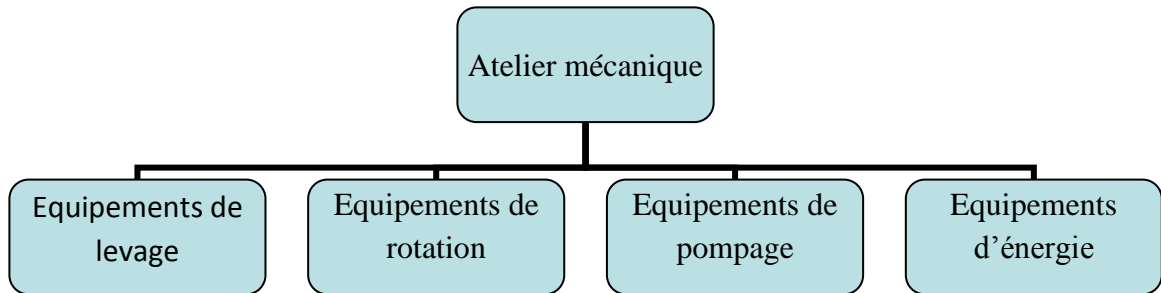 Atelier mécanique
Equipements de
levage
Equipements de
rotation
Equipements de
pompage
Equipements
d’énergie